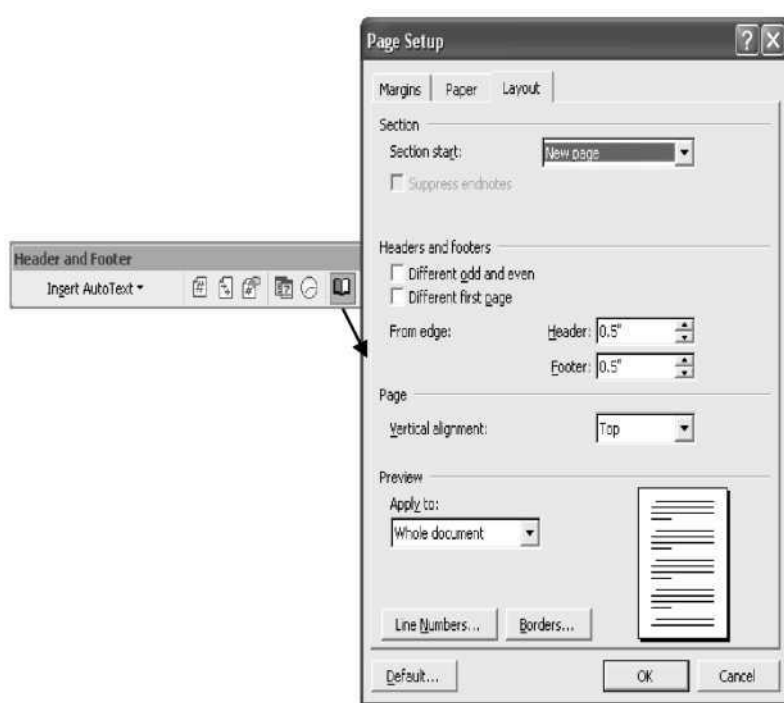 Page Setup
Margins Paper Layout
Section
Section start: New page
Suppress endnotes
Header and Footer
Insert AutoText
Headers and footers
Different odd and even
Different first page
From edge: Header: 0.5"
Footer: 0.5"
Page
Vertical alignment: Top
Preview
Apply to:
Whole document
Line Numbers... Borders...
Default... OK Cancel